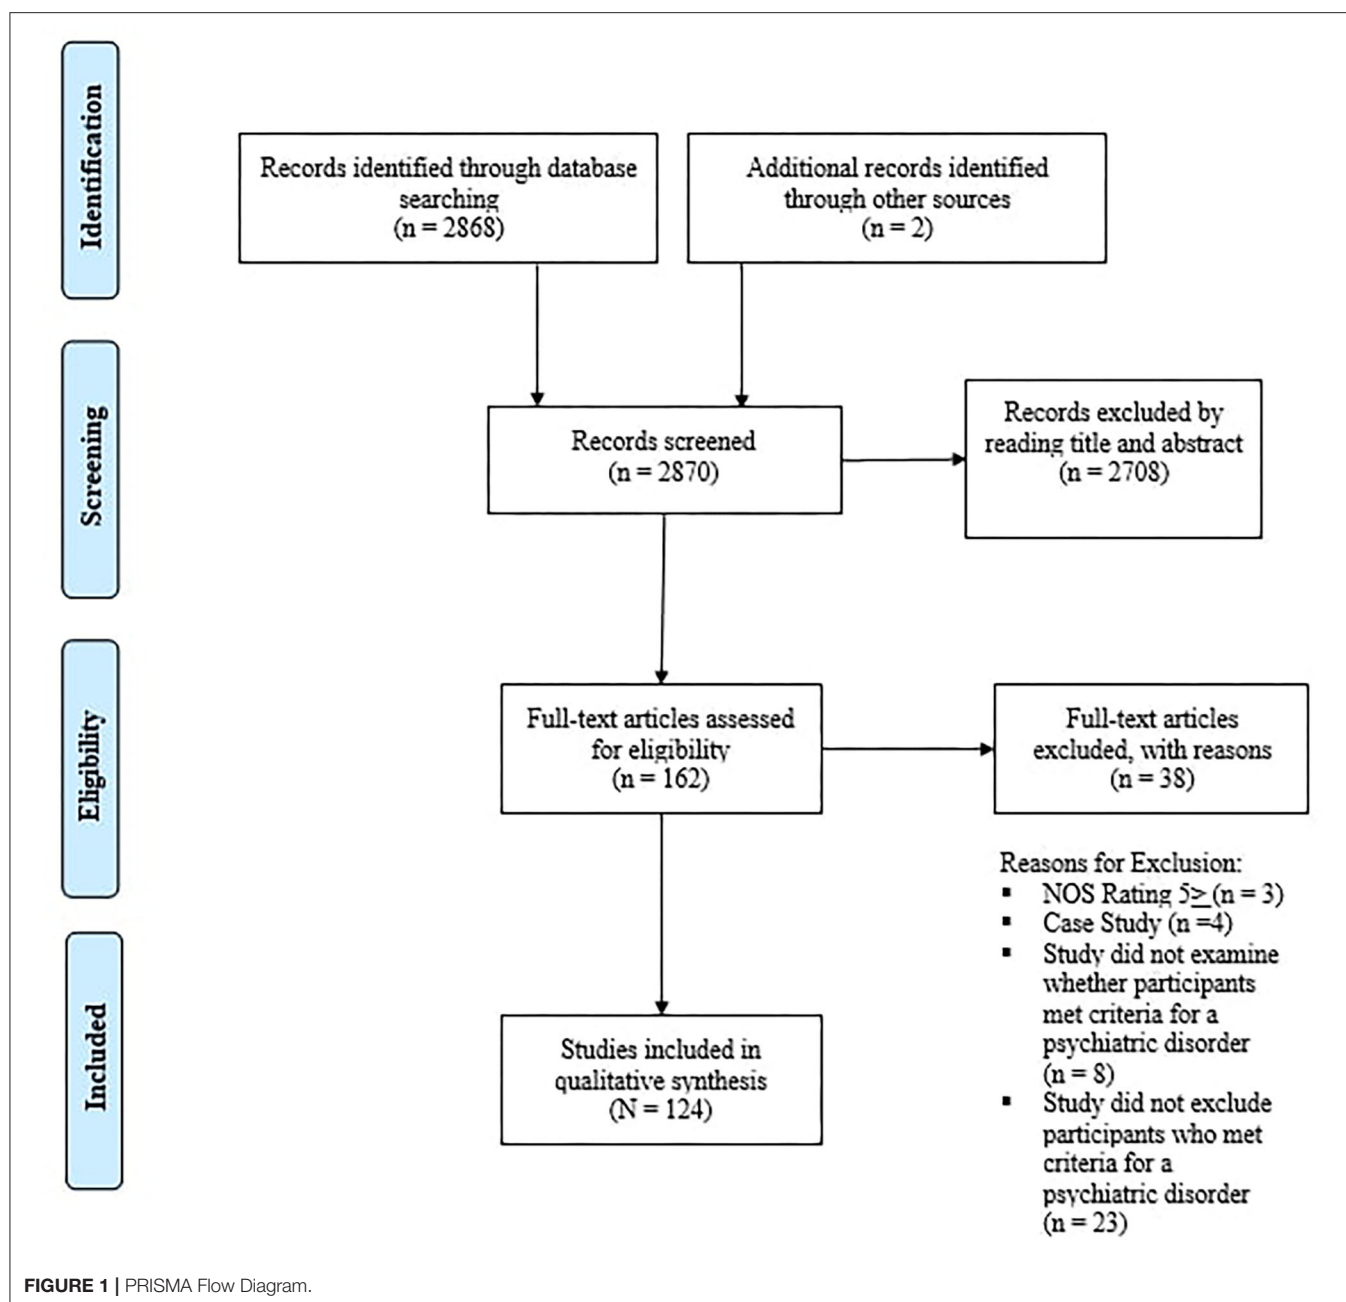 Identification
Records identified through database
searching
(n = 2868)
Additional records identified
through other sources
(n = 2)
Screening
Records screened
(n = 2870)
Records excluded by
reading title and abstract
(n = 2708)
Eligibility
Full-text articles assessed
for eligibility
(n = 162)
Full-text articles
excluded, with reasons
(n = 38)
Reasons for Exclusion:
▪ NOS Rating 5≥ (n = 3)
▪ Case Study (n =4)
▪ Study did not examine
whether participants
met criteria for a
psychiatric disorder
(n = 8)
▪ Study did not exclude
participants who met
criteria for a
psychiatric disorder
(n = 23)
Included
Studies included in
qualitative synthesis
(N = 124)
FIGURE 1 | PRISMA Flow Diagram.